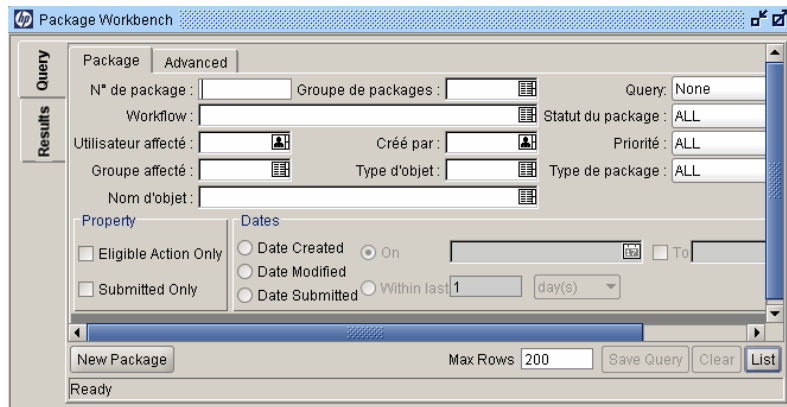 hp Package Workbench
Query
Results
Package Advanced
N° de package : Groupe de packages : Query: None
Workflow : Statut du package : ALL
Utilisateur affecté : Créé par : Priorité : ALL
Groupe affecté : Type d'objet : Type de package : ALL
Nom d'objet :
Property Dates
Eligible Action Only Date Created On 17 To
Date Modified
Submitted Only Date Submitted Within last 1 day(s)
New Package Max Rows 200 Save Query Clear List
Ready